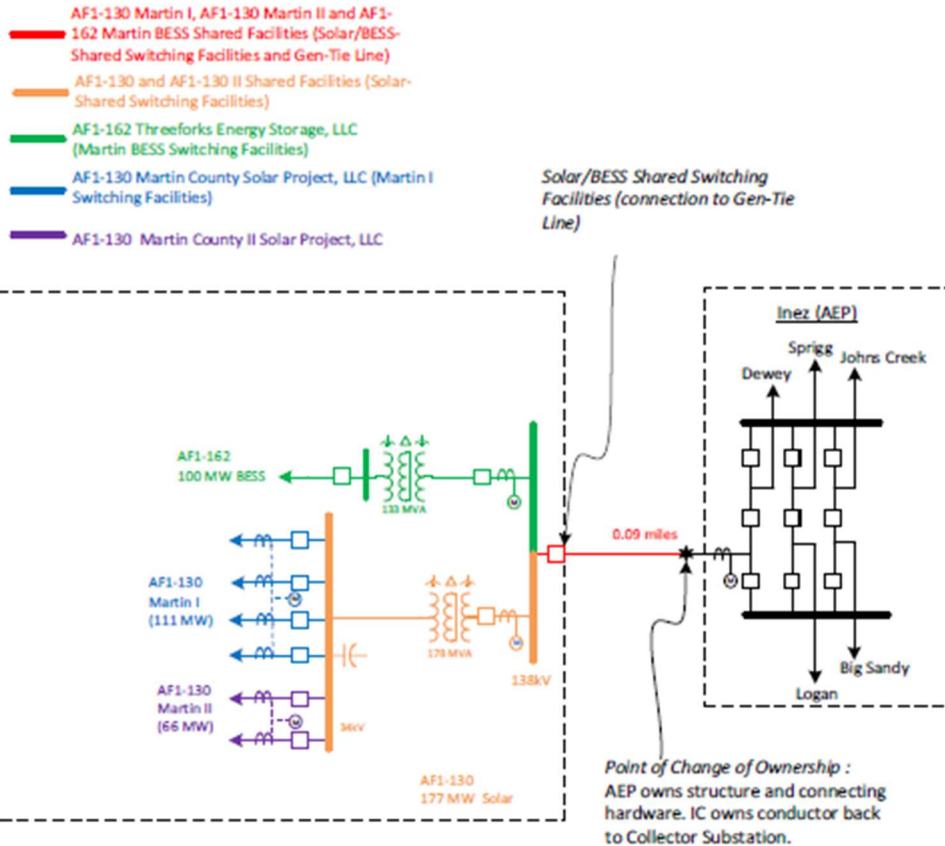 AF1-130 Martin I, AF1-130 Martin II and AF1-
162 Martin BESS Shared Facilities (Solar/BESS-
Shared Switching Facilities and Gen-Tie Line)
AF1-130 and AF1-130 II Shared Facilities (Solar-
Shared Switching Facilities)
AF1-162 Threeforks Energy Storage, LLC
(Martin BESS Switching Facilities)
AF1-130 Martin County Solar Project, LLC (Martin I
Switching Facilities)
AF1-130 Martin County II Solar Project, LLC
Solar/BESS Shared Switching
Facilities (connection to Gen-Tie
Line)
Inez (AEP)
Sprigg
Johns Creek
Dewey
AF1-162
100 MW BESS
133 MVA
M
0.09 miles
M
AF1-130
Martin I
(111 MW)
M
178 MVA
M
138kV
AF1-130
Martin II
(66 MW)
M
34kV
Big Sandy
Logan
AF1-130
177 MW Solar
Point of Change of Ownership :
AEP owns structure and connecting
hardware. IC owns conductor back
to Collector Substation.